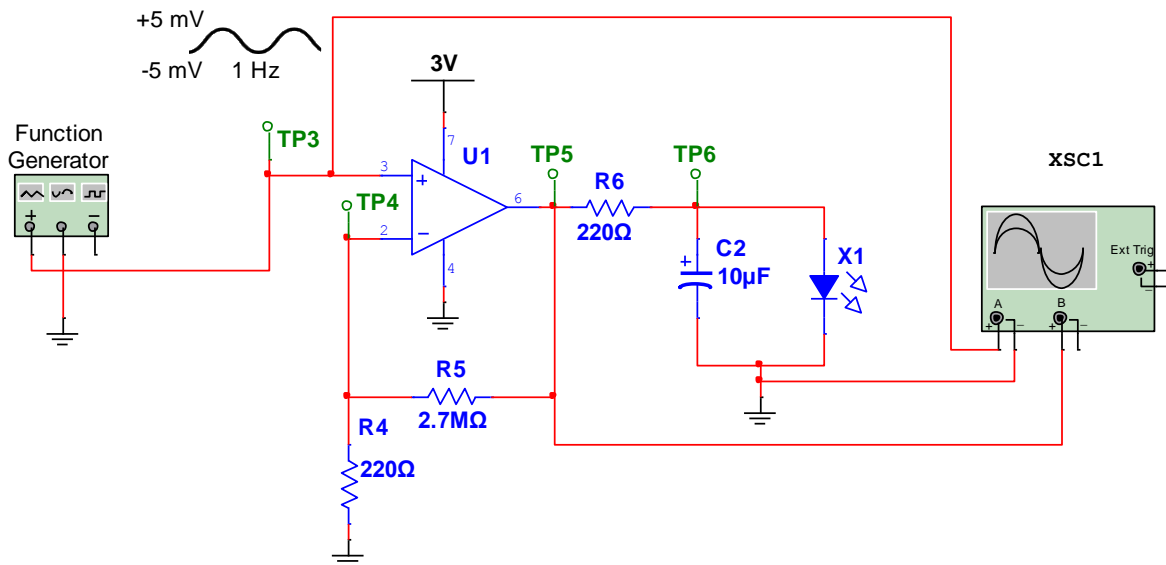 +5 mV
-5 mV
1 Hz
3V
Function
Generator
+
−
TP3
7
U1
3
+
TP4
2
−
6
4
TP5
R6
220Ω
TP6
+
C2
10µF
X1
XSC1
Ext Trig
+
−
A
B
+
−
+
−
R5
2.7MΩ
R4
220Ω